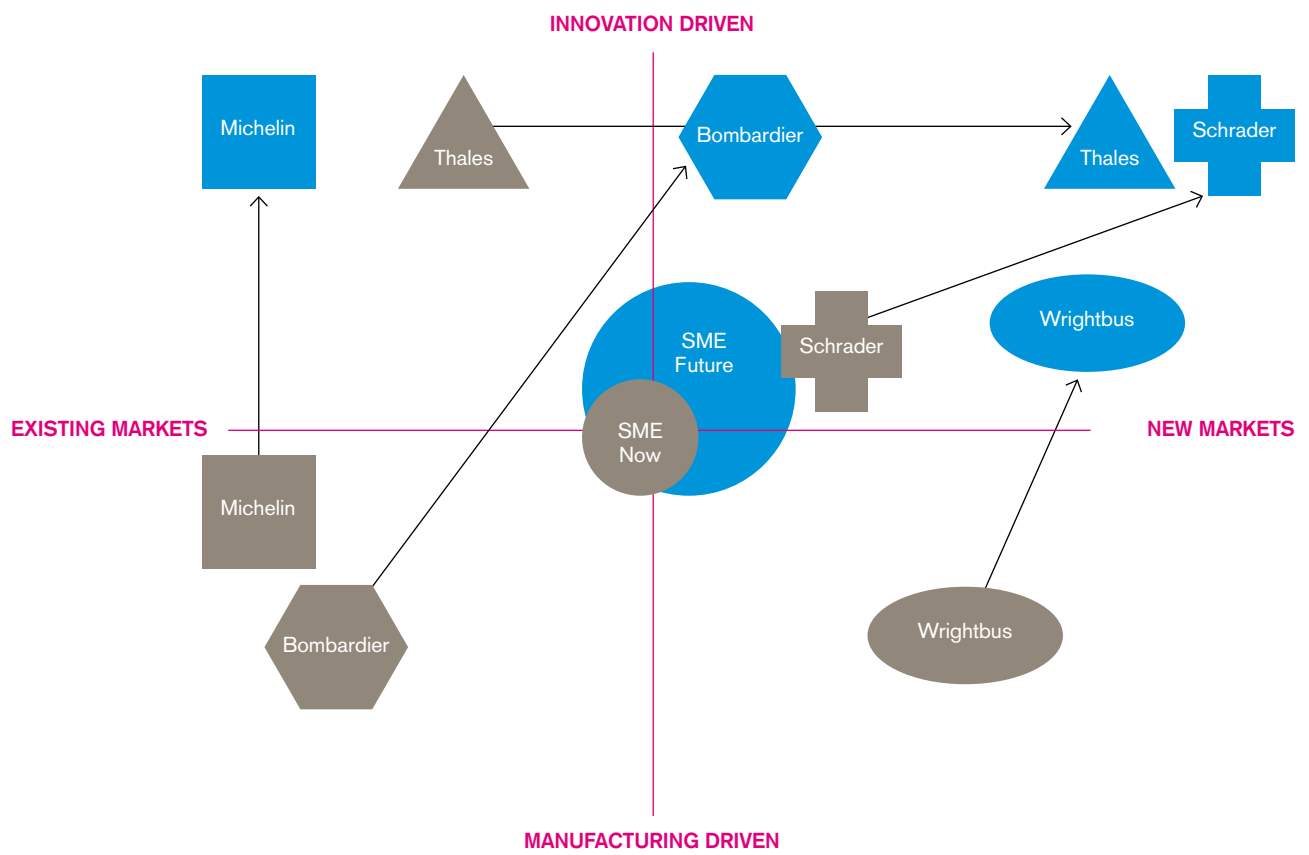 INNOVATION DRIVEN
Michelin
Thales
Bombardier
Thales
Schrader
Wrightbus
SME
Future
Schrader
EXISTING MARKETS
NEW MARKETS
SME
Now
Michelin
Bombardier
Wrightbus
MANUFACTURING DRIVEN